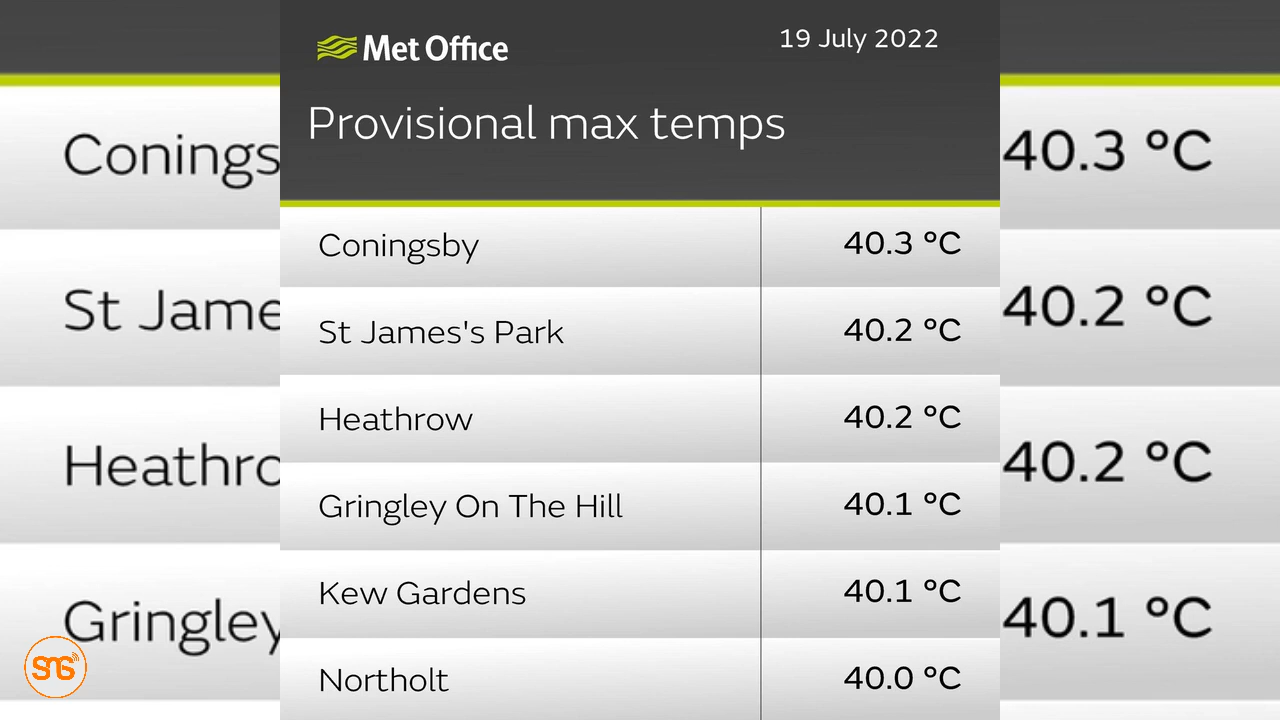 Met Office
19 July 2022
Provisional max temps
Coningsby 40.3 °C
St James's Park 40.2 °C
Heathrow 40.2 °C
Gringley On The Hill 40.1 °C
Kew Gardens 40.1 °C
Northolt 40.0 °C
Conings
40.3 °C
St Jame
40.2 °C
Heathro
40.2 °C
Gringley
40.1 °C
SNG